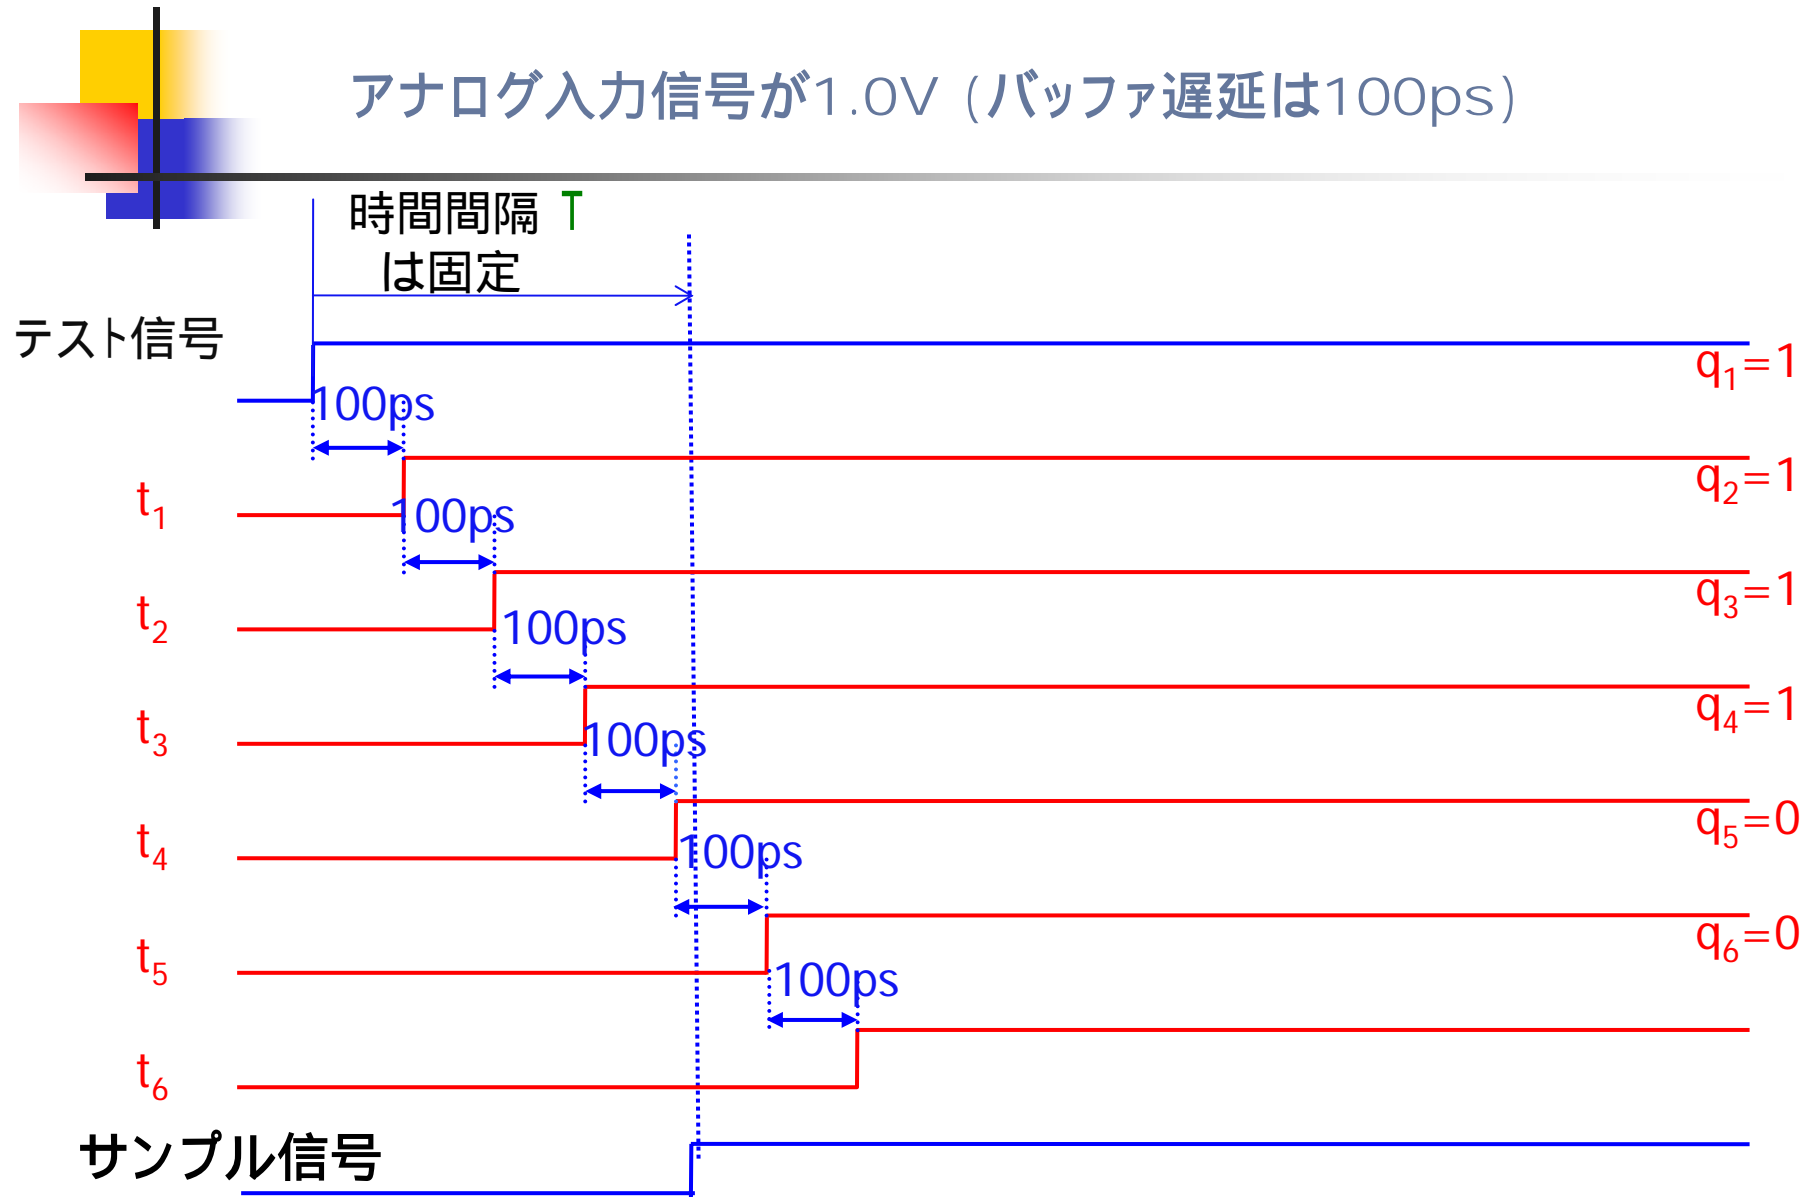 アナログ入力信号が1.0V (バッファ遅延は100ps)
時間間隔 T
は固定
テスト信号
q1=1
100ps
q2=1
t1
100ps
q3=1
t2
100ps
q4=1
t3
100ps
q5=0
t4
100ps
q6=0
t5
100ps
t6
サンプル信号